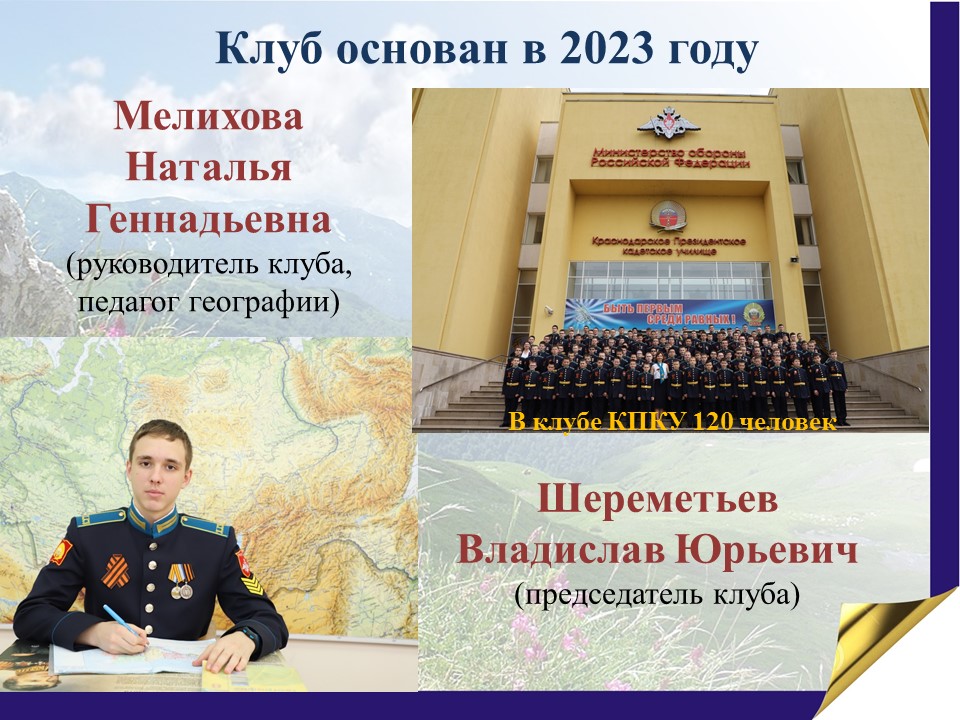 Клуб основан в 2023 году
Мелихова
Наталья
Геннадьевна
(руководитель клуба,
педагог географии)
Министерство обороны
Российской Федерации
Краснодарское Президентское
кадетское училище
БЫТЬ ПЕРВЫМ
СРЕДИ РАВНЫХ !
В клубе КПКУ 120 человек
Шереметьев
Владислав Юрьевич
(председатель клуба)